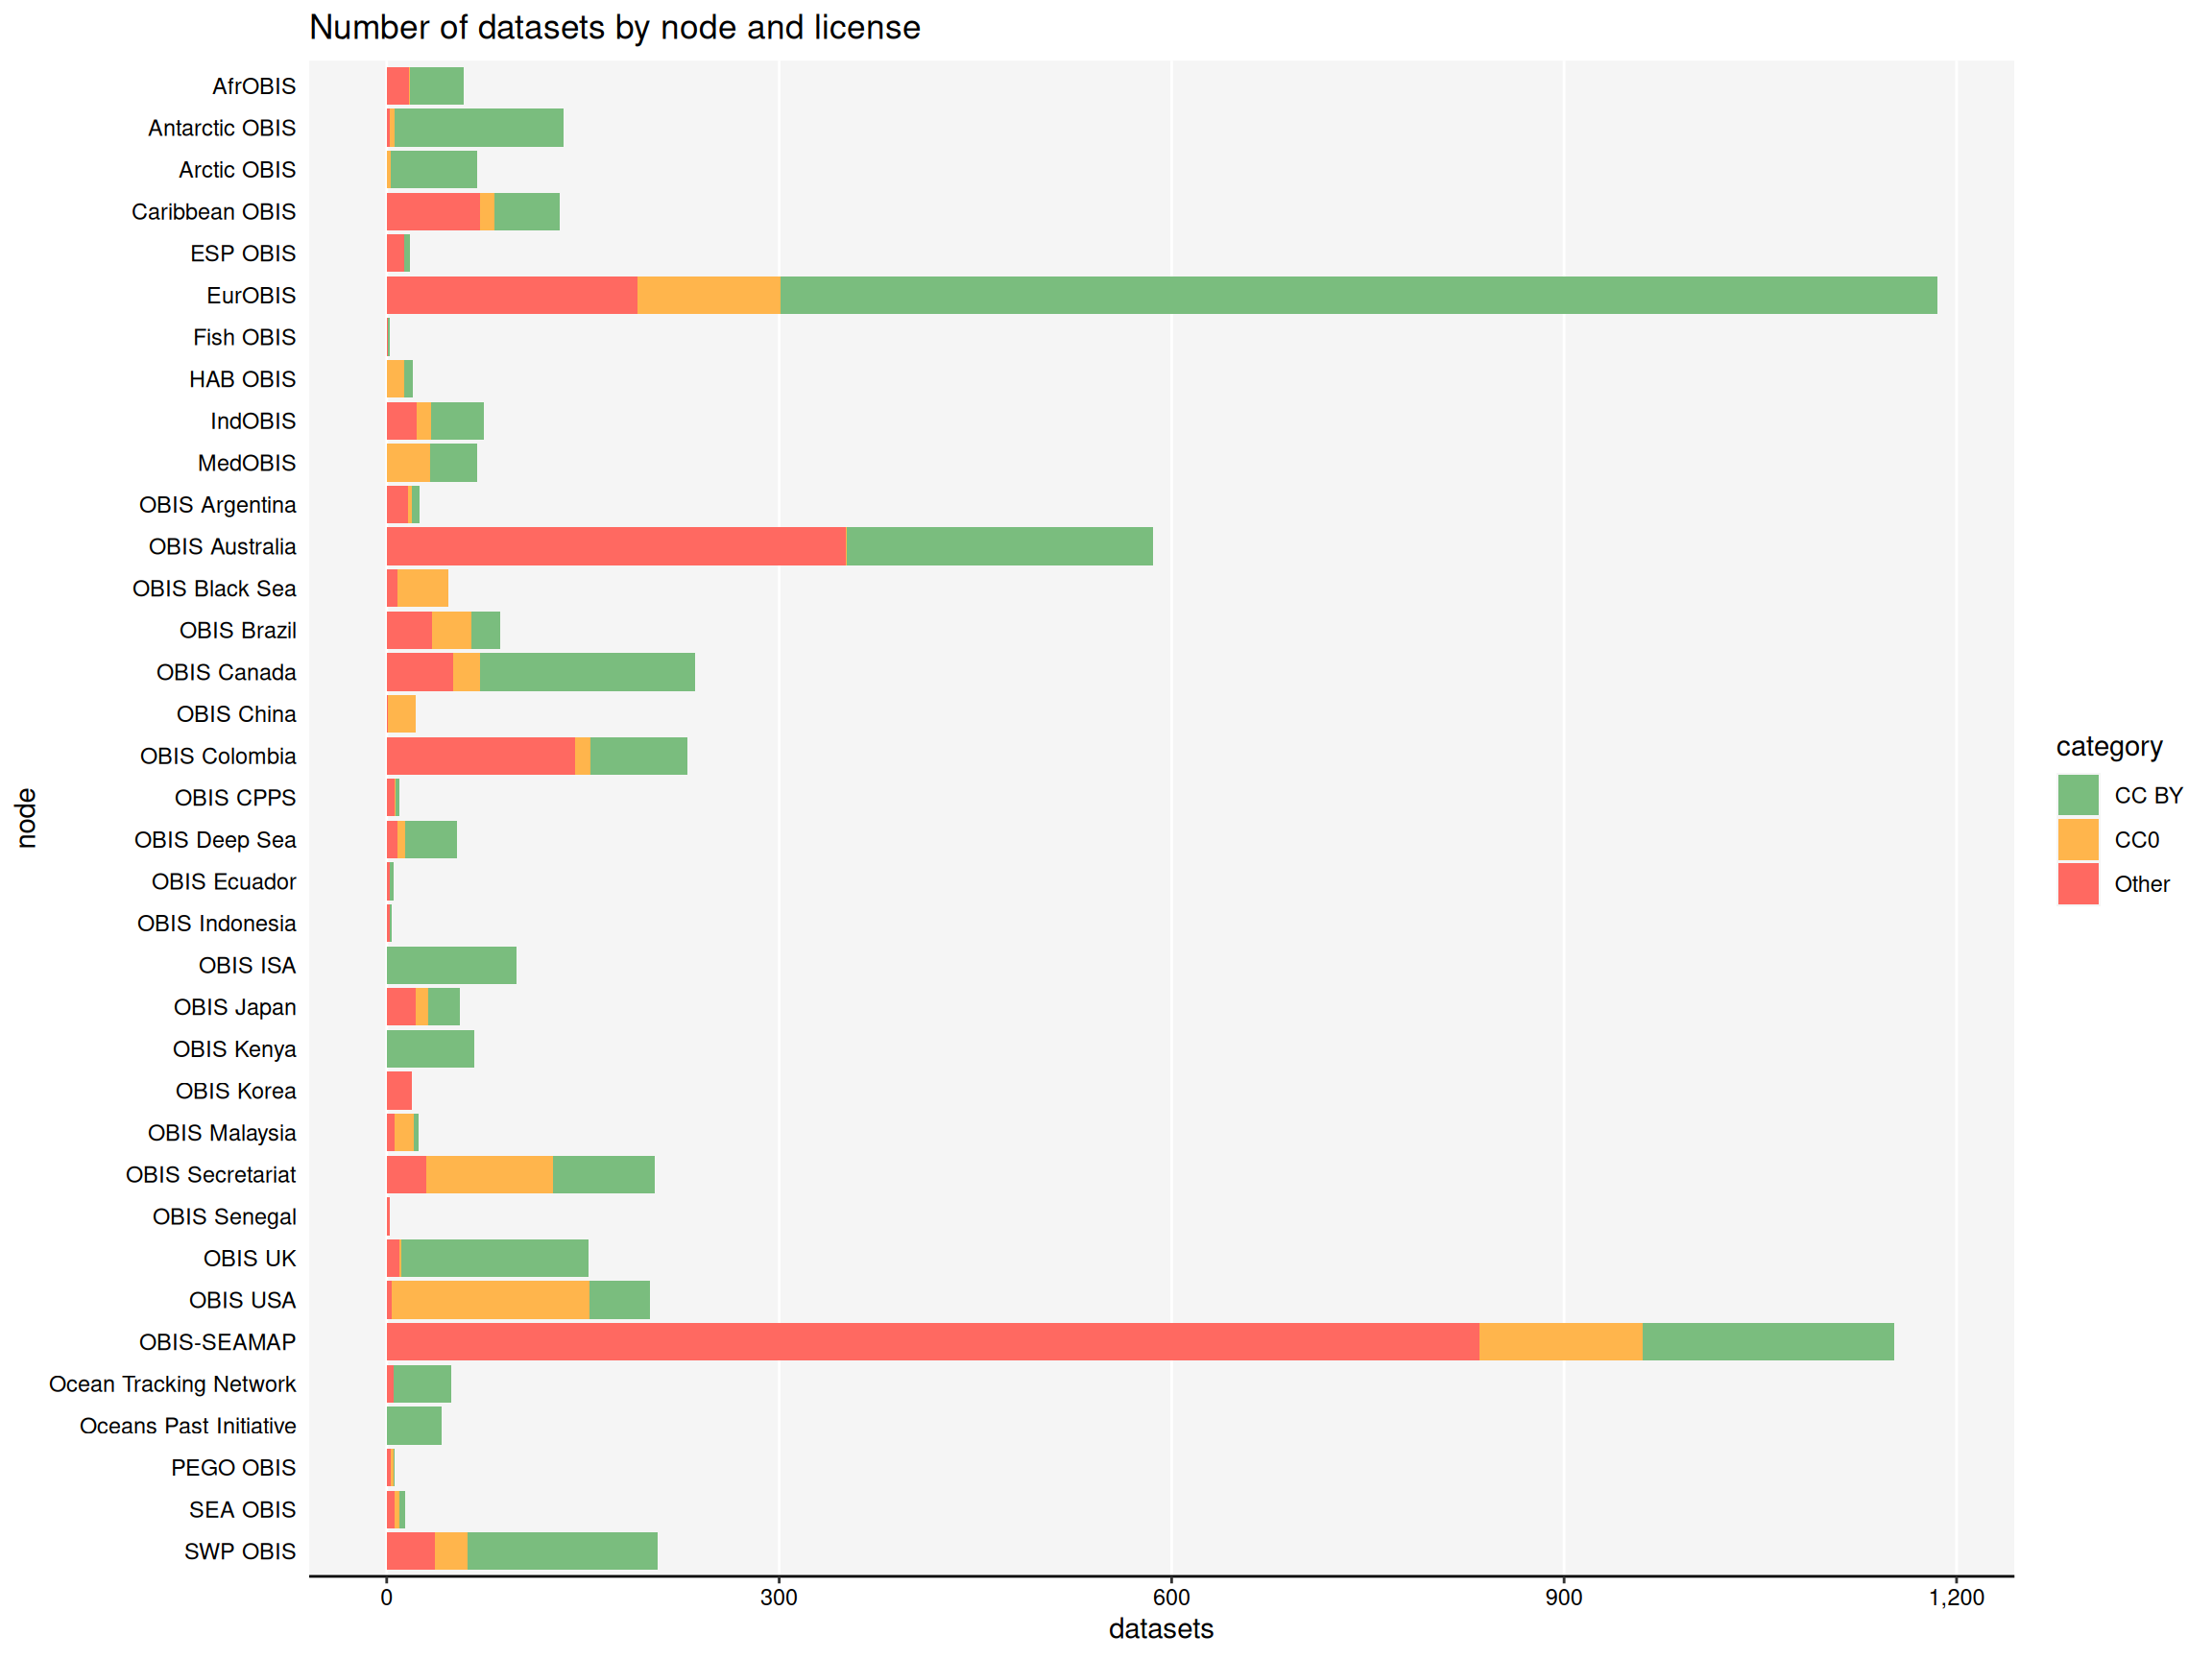 Number of datasets by node and license
AfrOBIS
Antarctic OBIS
Arctic OBIS
Caribbean OBIS
ESP OBIS
EurOBIS
Fish OBIS
HAB OBIS
IndOBIS
MedOBIS
OBIS Argentina
OBIS Australia
OBIS Black Sea
OBIS Brazil
OBIS Canada
OBIS China
OBIS Colombia
OBIS CPPS
OBIS Deep Sea
OBIS Ecuador
OBIS Indonesia
OBIS ISA
OBIS Japan
OBIS Kenya
OBIS Korea
OBIS Malaysia
OBIS Secretariat
OBIS Senegal
OBIS UK
OBIS USA
OBIS-SEAMAP
Ocean Tracking Network
Oceans Past Initiative
PEGO OBIS
SEA OBIS
SWP OBIS
node
0 300 600 900 1,200
datasets
category
CC BY
CC0
Other